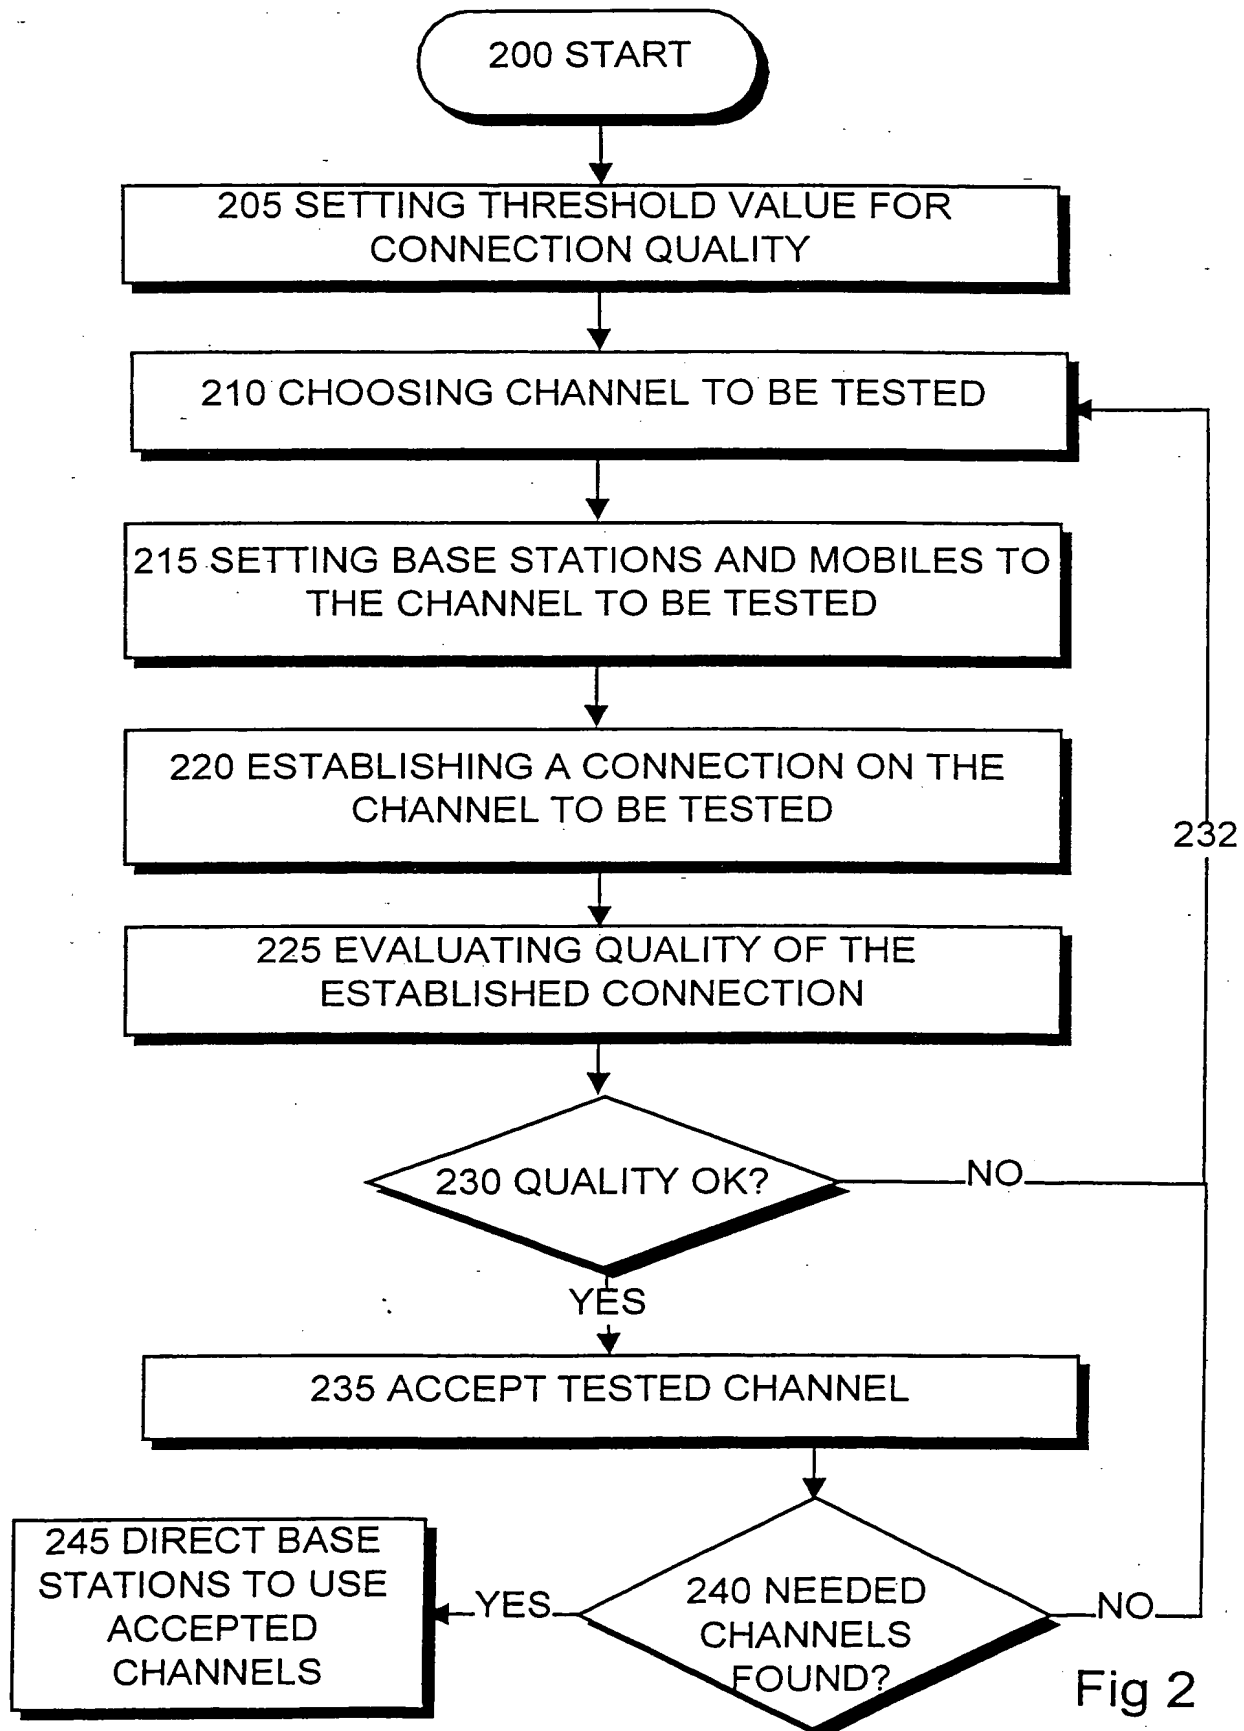 200 START
205 SETTING THRESHOLD VALUE FOR
CONNECTION QUALITY
210 CHOOSING CHANNEL TO BE TESTED
215 SETTING BASE STATIONS AND MOBILES TO
THE CHANNEL TO BE TESTED
220 ESTABLISHING A CONNECTION ON THE
CHANNEL TO BE TESTED
232
225 EVALUATING QUALITY OF THE
ESTABLISHED CONNECTION
230 QUALITY OK?
NO
YES
235 ACCEPT TESTED CHANNEL
245 DIRECT BASE
STATIONS TO USE
ACCEPTED
CHANNELS
YES
240 NEEDED
CHANNELS
FOUND?
NO
Fig 2